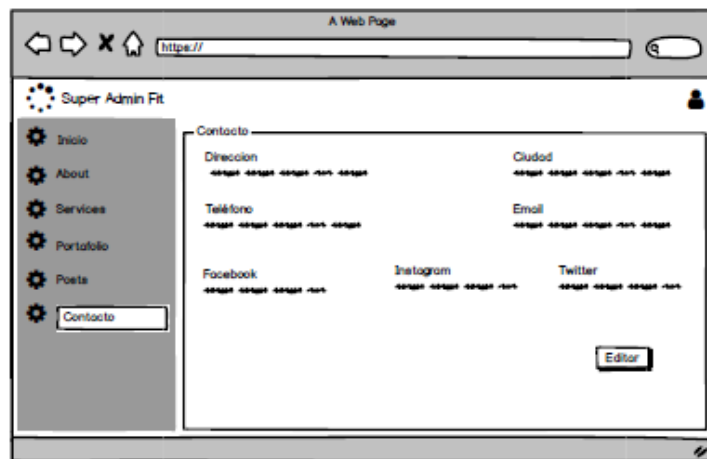 A Web Page
https://
Super Admin Fit
Inicio
About
Services
Portafolio
Posts
Contacto
Contacto
Direccion
Ciudad
Teléfono
Email
Facebook
Instagram
Twitter
Editar